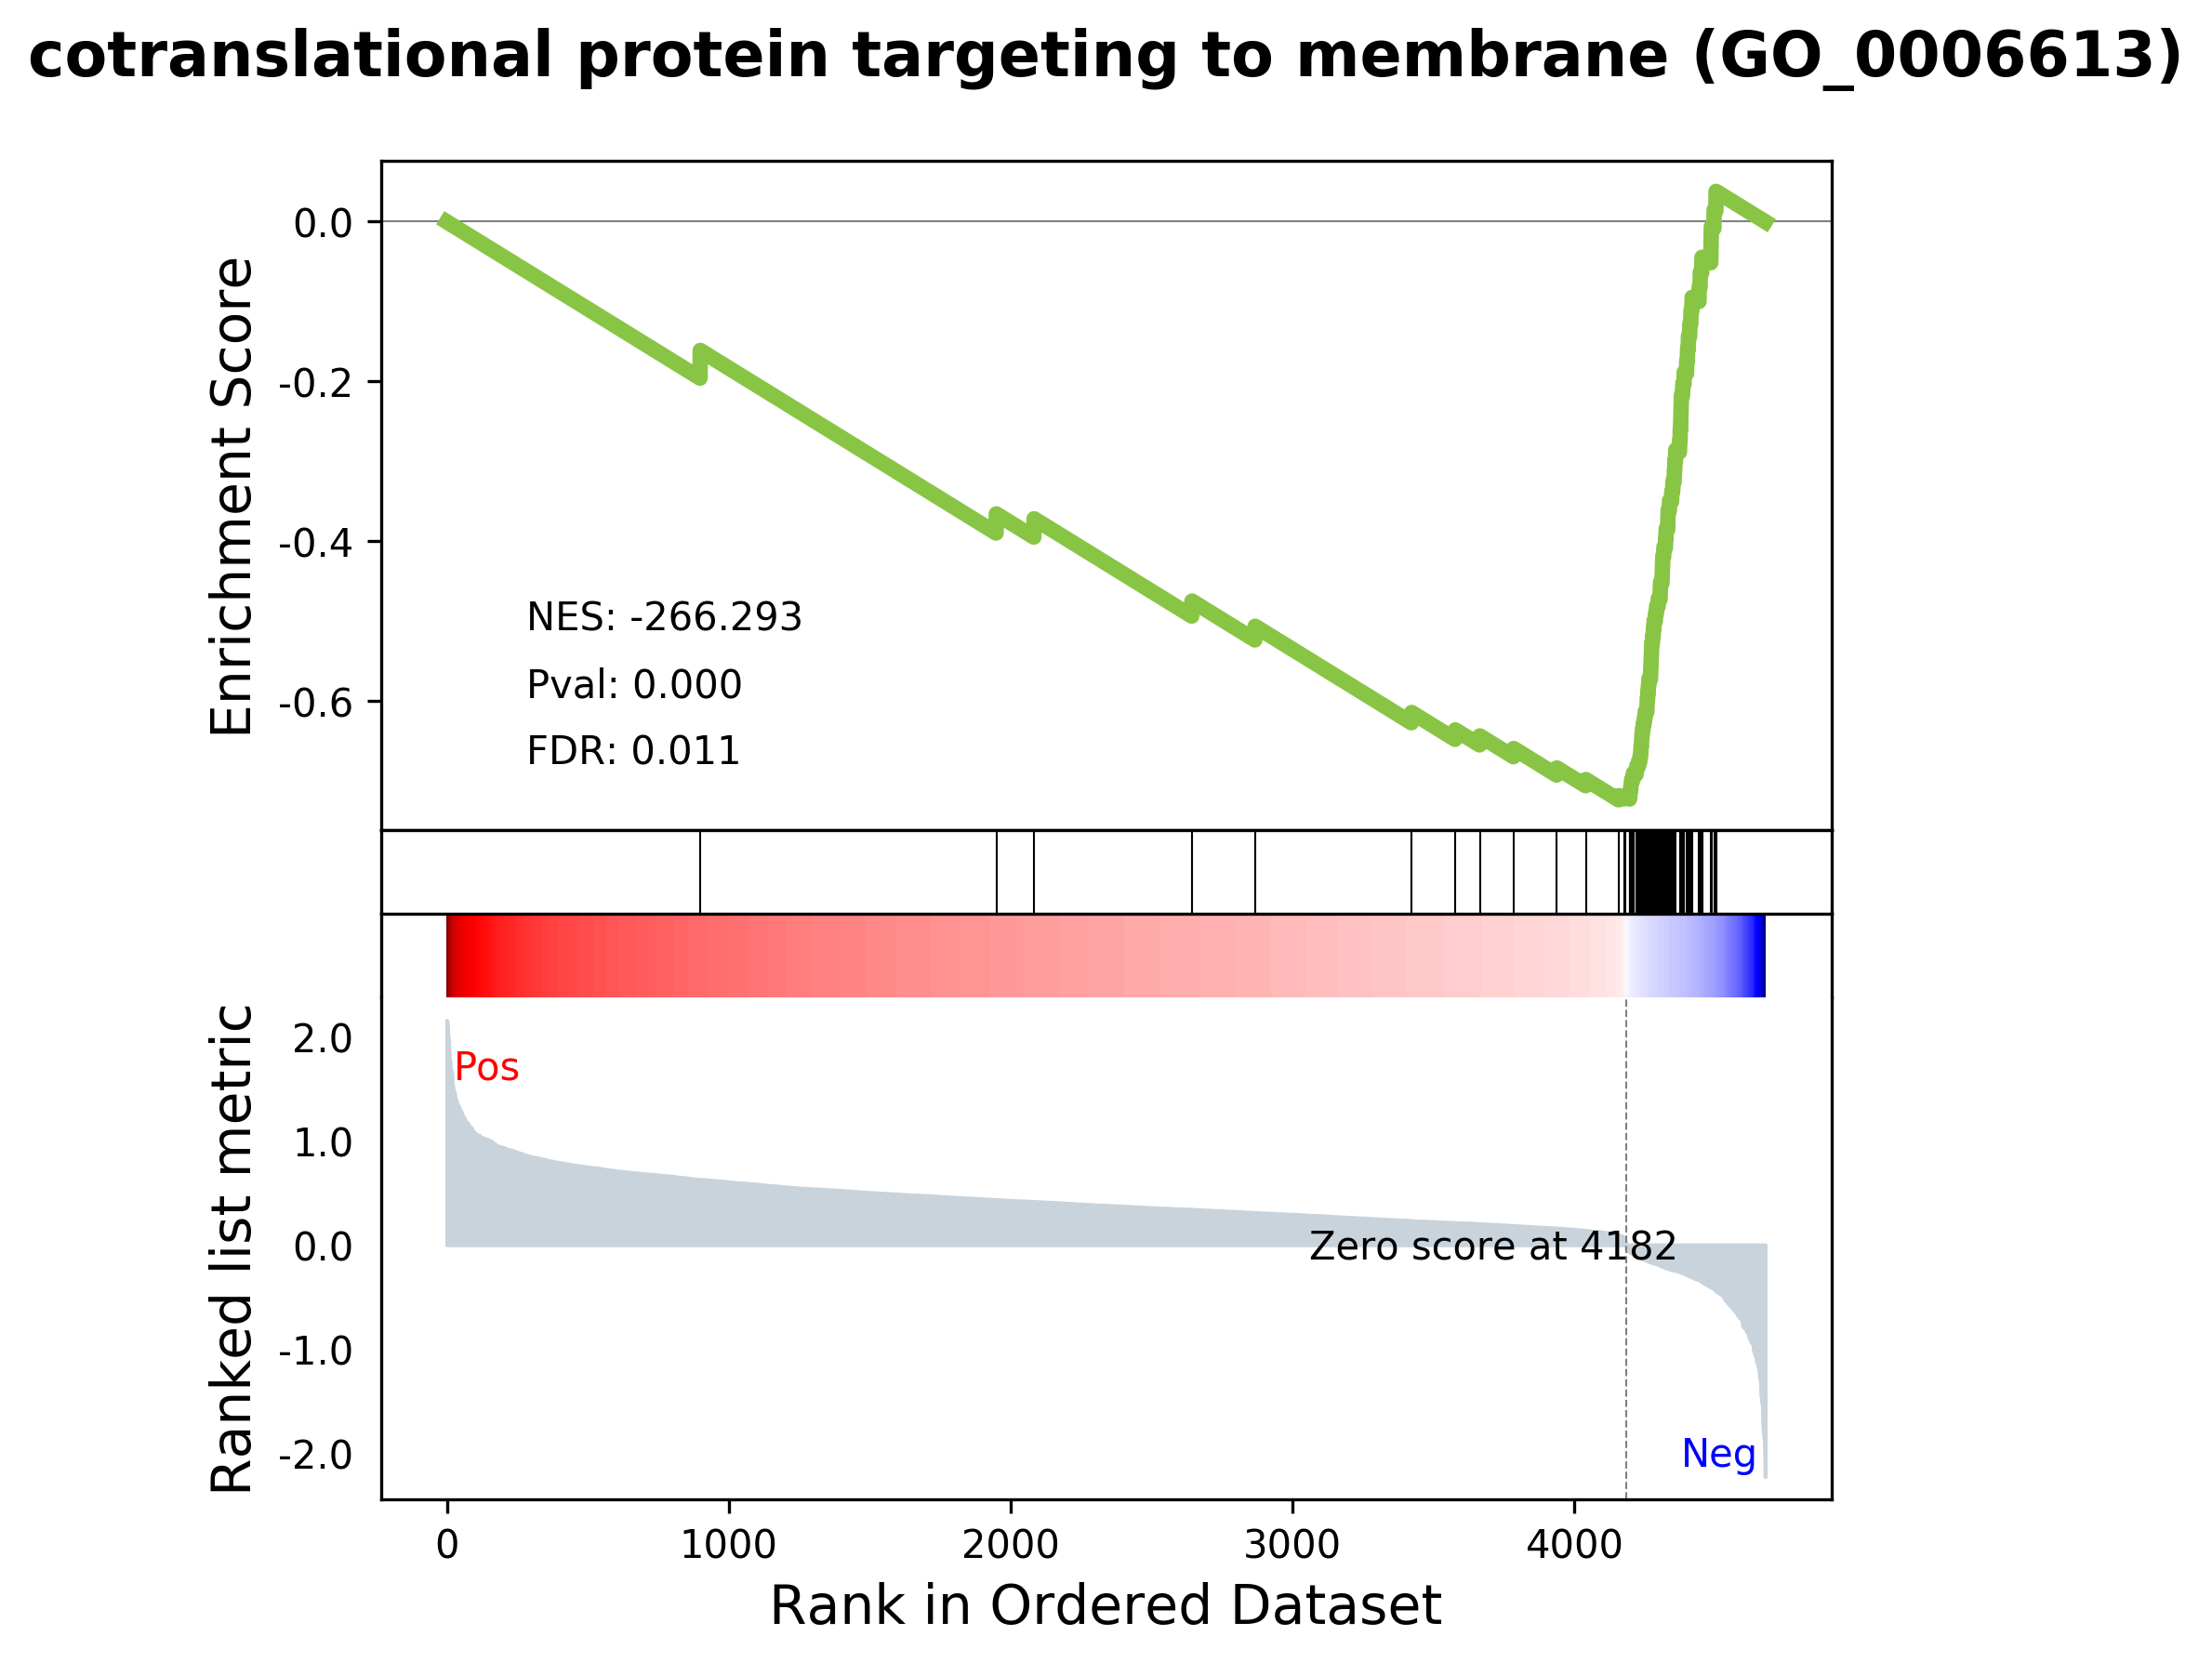 cotranslational protein targeting to membrane (GO_0006613)
Enrichment Score
0.0
-0.2
-0.4
-0.6
NES: -266.293
Pval: 0.000
FDR: 0.011
Ranked list metric
2.0
1.0
0.0
-1.0
-2.0
Pos
Zero score at 4182
Neg
0 1000 2000 3000 4000
Rank in Ordered Dataset